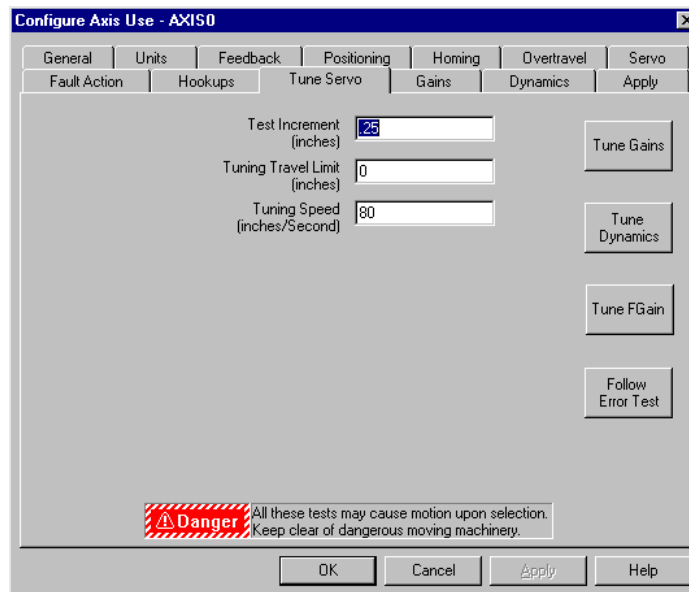 Configure Axis Use - AXIS0
General Units Feedback Positioning Homing Overtravel Servo
Fault Action Hookups Tune Servo Gains Dynamics Apply
Test Increment
(inches)
.25
Tuning Travel Limit
(inches)
0
Tuning Speed
(inches/Second)
80
Tune Gains
Tune
Dynamics
Tune FGain
Follow
Error Test
Danger
All these tests may cause motion upon selection.
Keep clear of dangerous moving machinery.
OK Cancel Apply Help